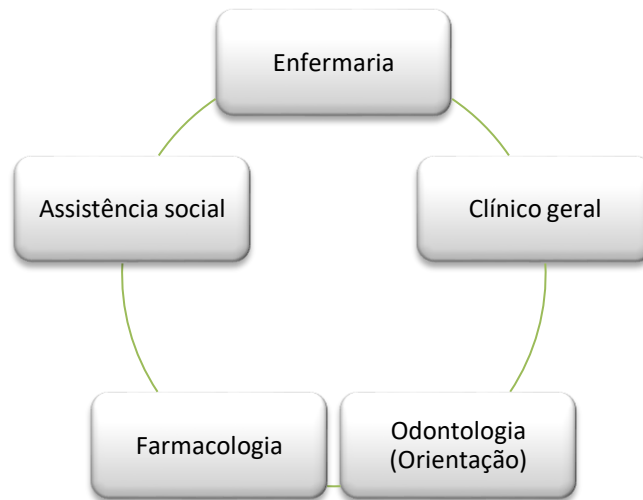 Enfermaria
Assistência social
Clínico geral
Farmacologia
Odontologia
(Orientação)